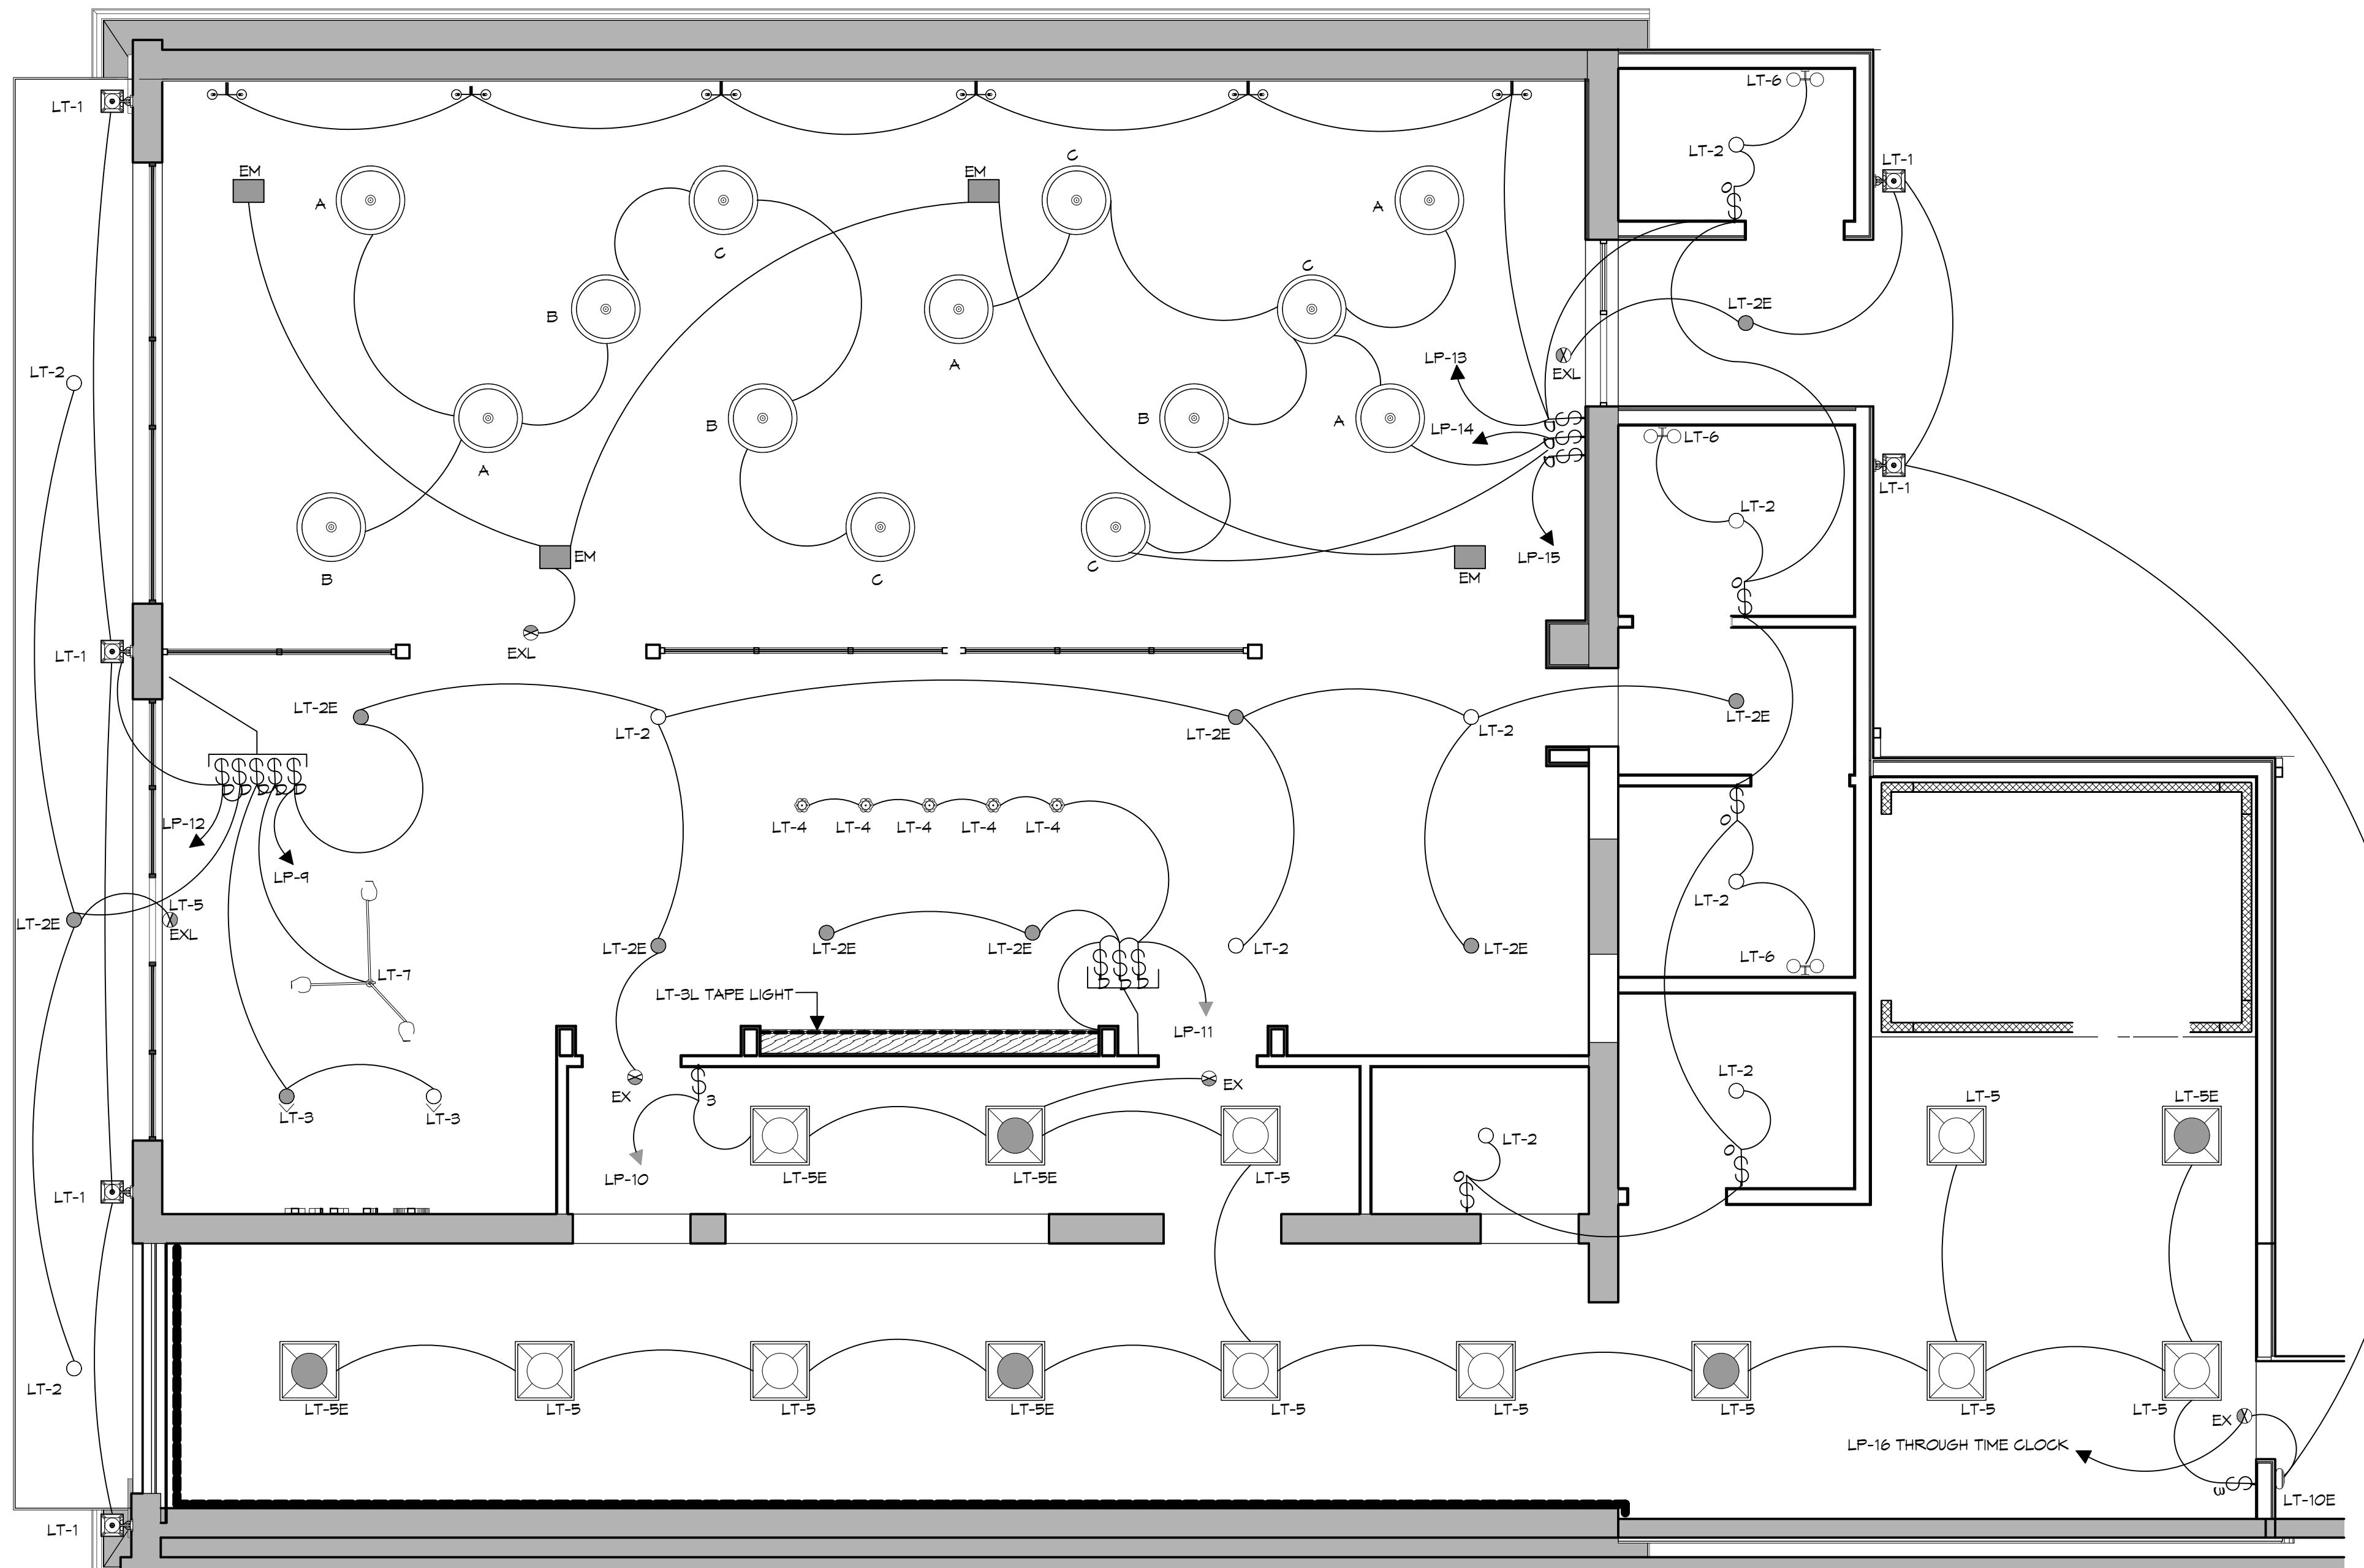 LT-6
LT-1
LT-2
LT-1
EM
EM
A
C
C
A
LT-2E
B
C
LP-13
EXL
LT-2
A
B
B
A
LP-14
LT-6
A
LT-1
LT-2
EM
LP-15
B
C
C
EM
LT-1
EXL
LT-2E
LT-2
LT-2E
LT-2
LT-2E
LP-12
LT-4
LT-4
LT-4
LT-4
LT-4
LP-9
LT-2
LT-5
LT-2E
EXL
LT-2E
LT-2E
LT-2E
LT-2
LT-2E
LT-6
LT-7
LT-3L TAPE LIGHT
LP-11
LT-2
EX
EX
LT-3
LT-3
3
LT-5
LT-5E
LT-2
LP-10
LT-5E
LT-5E
LT-5
LT-1
LT-2
LT-5E
LT-5
LT-5
LT-5E
LT-5
LT-5
LT-5
LT-5
LT-5
EX
LP-16 THROUGH TIME CLOCK
3
LT-10E
LT-1